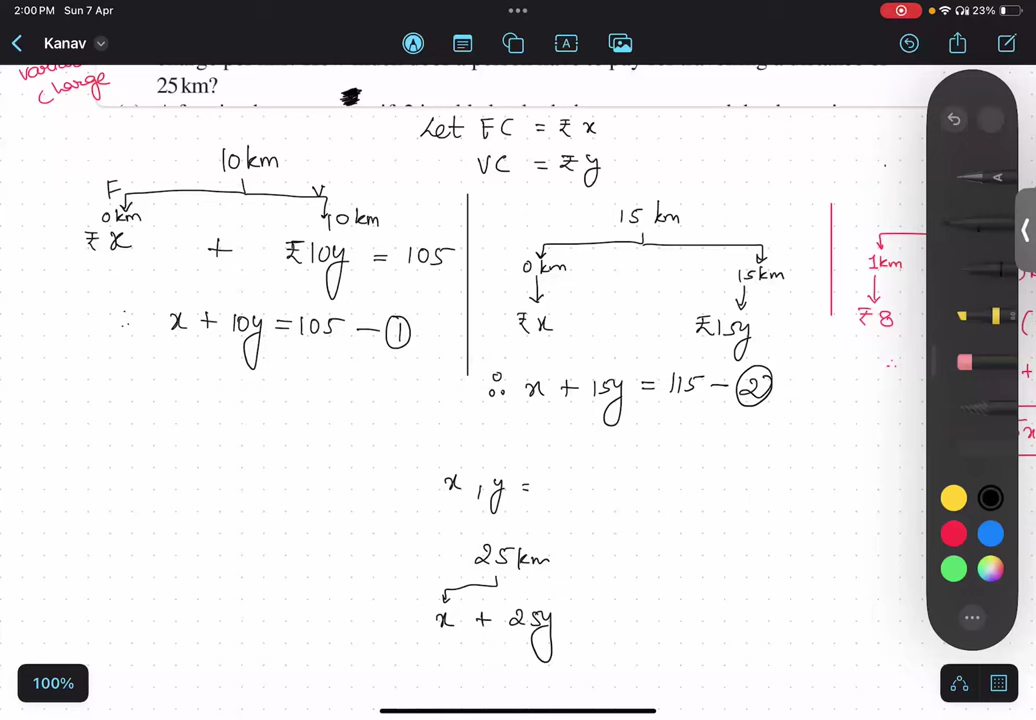 2:00 PM Sun 7 Apr
23%
Kanav
charge
25 km?
Let FC = ₹ x
VC = ₹ y
10 km
F
V
0 km
10 km
₹ x + ₹ 10y = 105
∴ x + 10y = 105 — ①
15 km
0 km
15 km
₹ x
₹ 15y
∴ x + 15y = 115 — ②
1 km
₹ 8
∴
x , y =
25 km
x + 25y
100%